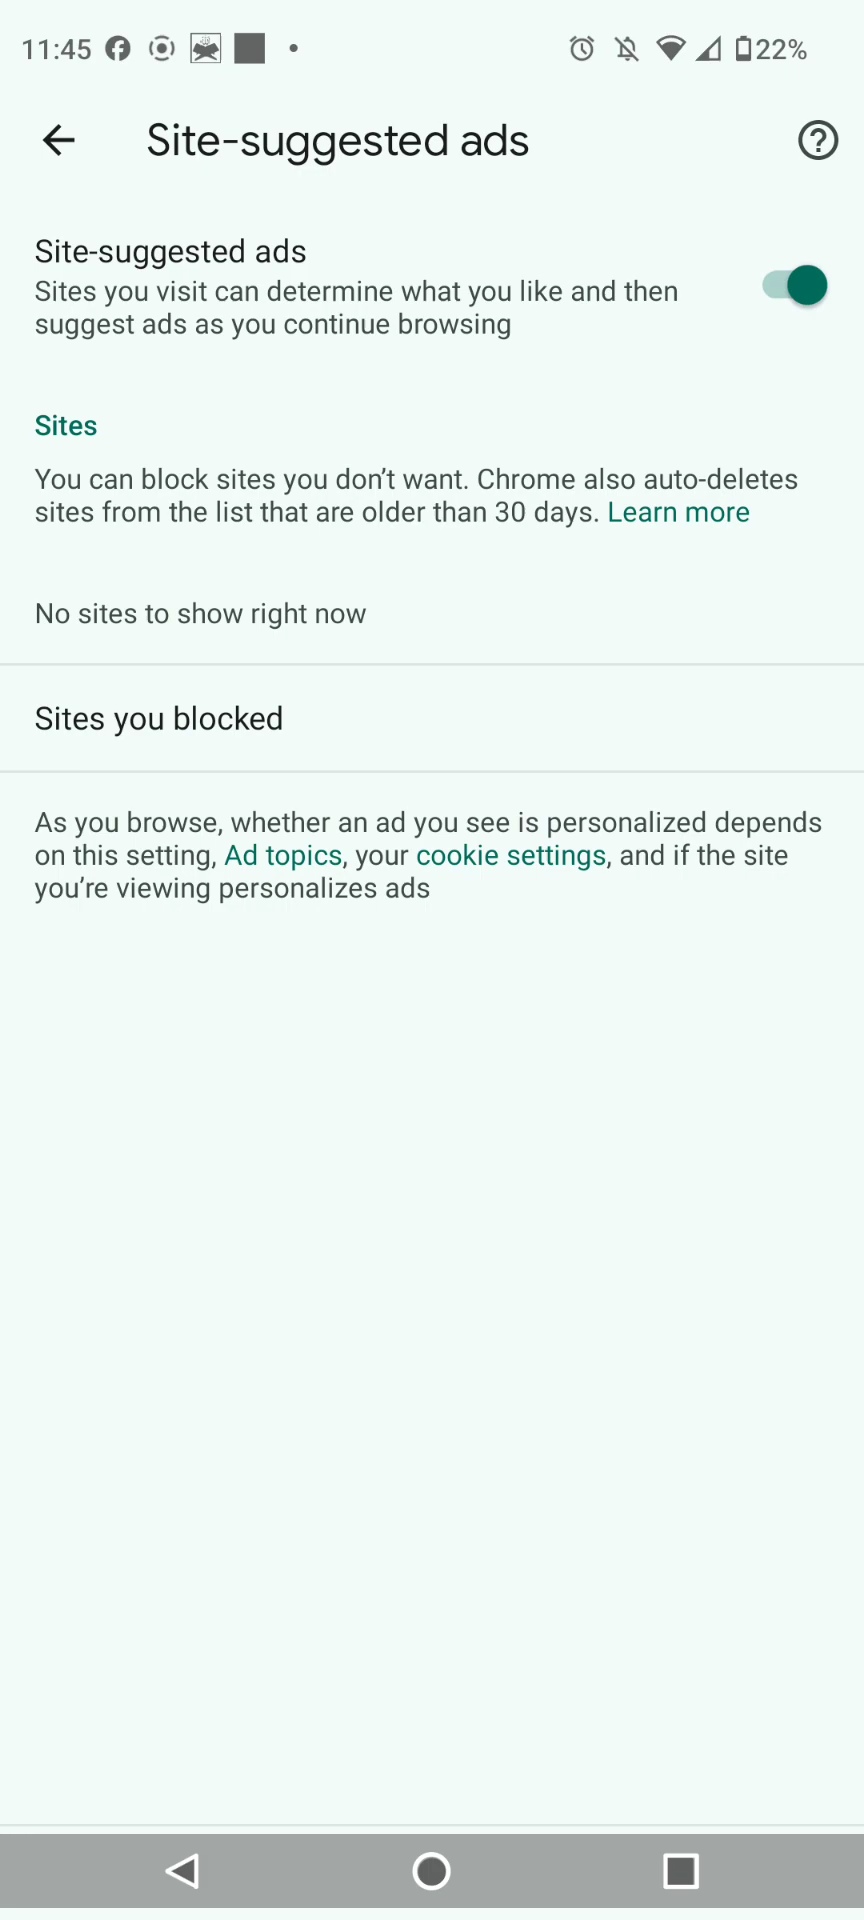 11:45
22%
Site-suggested ads
Site-suggested ads
Sites you visit can determine what you like and then
suggest ads as you continue browsing
Sites
You can block sites you don’t want. Chrome also auto-deletes
sites from the list that are older than 30 days. Learn more
No sites to show right now
Sites you blocked
As you browse, whether an ad you see is personalized depends
on this setting, Ad topics, your cookie settings, and if the site
you’re viewing personalizes ads